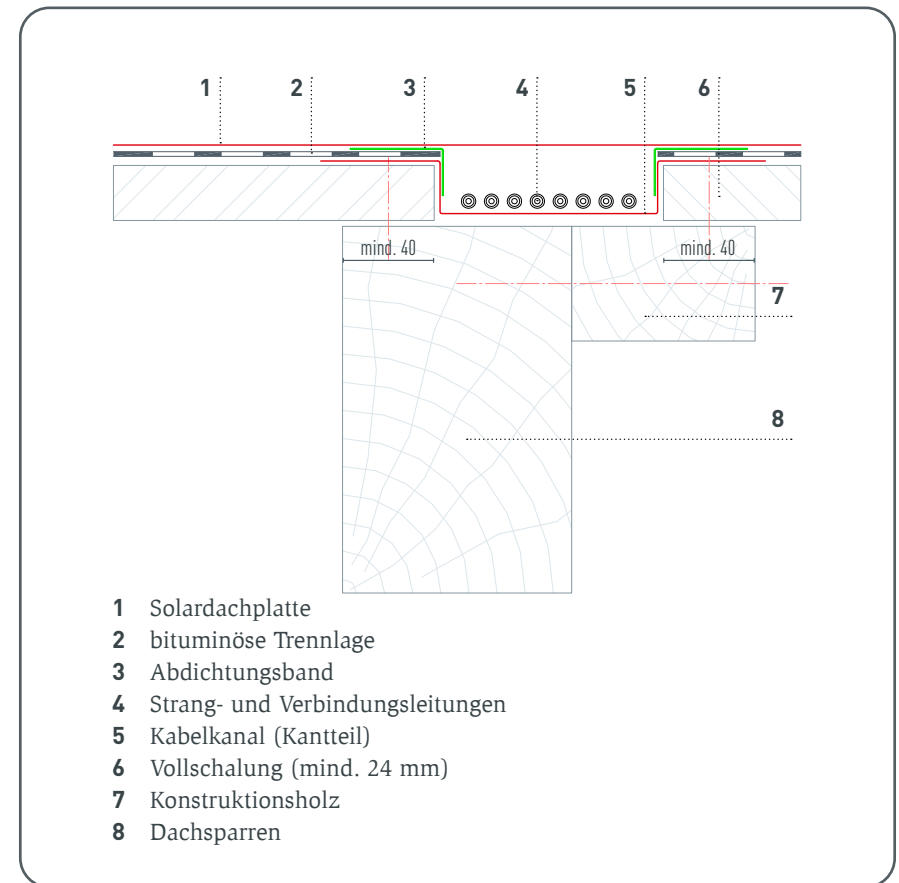 1 2 3 4 5 6
mind. 40 mind. 40
7
8
1 Solardachplatte
2 bituminöse Trennlage
3 Abdichtungsband
4 Strang- und Verbindungsleitungen
5 Kabelkanal (Kantteil)
6 Vollschalung (mind. 24 mm)
7 Konstruktionsholz
8 Dachsparren